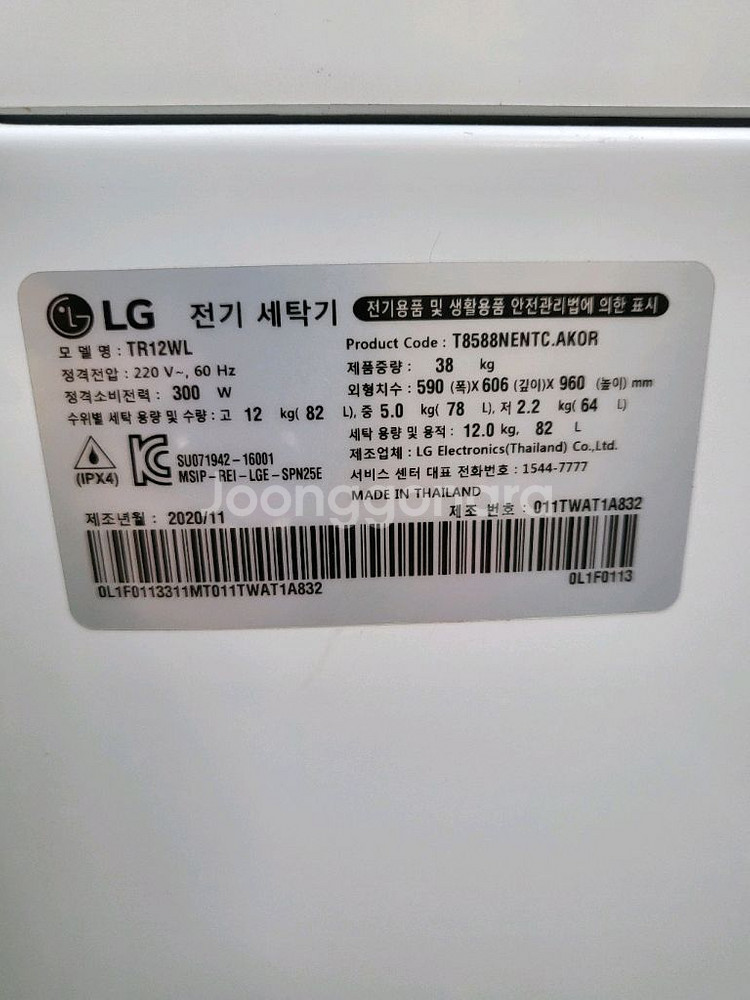 LG 전기 세탁기 전기용품 및 생활용품 안전관리법에 의한 표시
모 델 명 : TR12WL
Product Code : T8588NENTC.AKOR
정격전압 : 220 V~, 60 Hz
제품중량 : 38 kg
정격소비전력 : 300 W
외형치수 : 590 (폭)X 606 (깊이)X 960 (높이) mm
수위별 세탁 용량 및 수량 : 고 12 kg( 82 L), 중 5.0 kg( 78 L), 저 2.2 kg( 64 L)
세탁 용량 및 용적 : 12.0 kg, 82 L
(IPX4)
SU071942-16001
MSIP-REI-LGE-SPN25E
제조업체 : LG Electronics(Thailand) Co.,Ltd.
서비스 센터 대표 전화번호 : 1544-7777
MADE IN THAILAND
Joonggonara
제조년월 : 2020/11
제조 번호 : 011TWAT1A832
0L1F0113311MT011TWAT1A832
0L1F0113